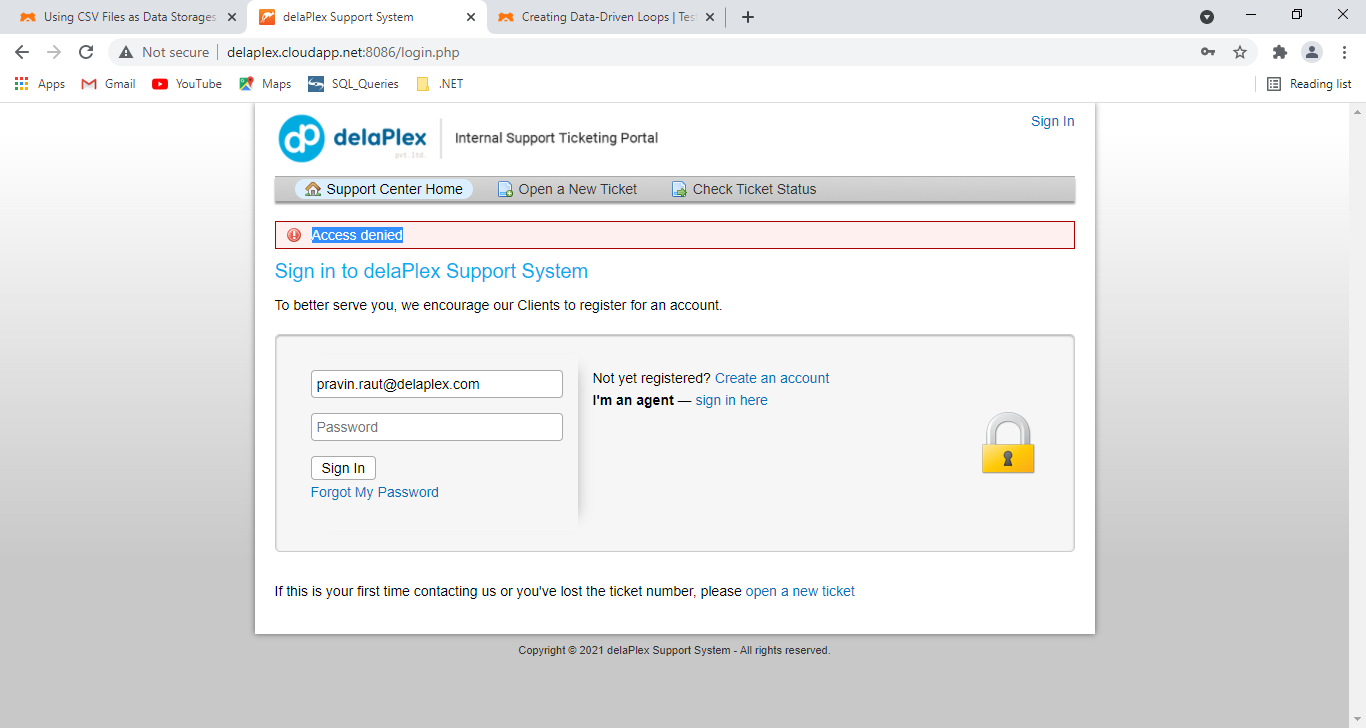 Using CSV Files as Data Storages
delaPlex Support System
Creating Data-Driven Loops | Tes
Not secure
delaplex.cloudapp.net:8086/login.php
Apps
Gmail
YouTube
Maps
SQL_Queries
.NET
Reading list
dp delaPlex
pvt. ltd.
Internal Support Ticketing Portal
Sign In
Support Center Home
Open a New Ticket
Check Ticket Status
Access denied
Sign in to delaPlex Support System
To better serve you, we encourage our Clients to register for an account.
pravin.raut@delaplex.com
Password
Sign In
Forgot My Password
Not yet registered? Create an account
I'm an agent — sign in here
If this is your first time contacting us or you've lost the ticket number, please open a new ticket
Copyright © 2021 delaPlex Support System - All rights reserved.